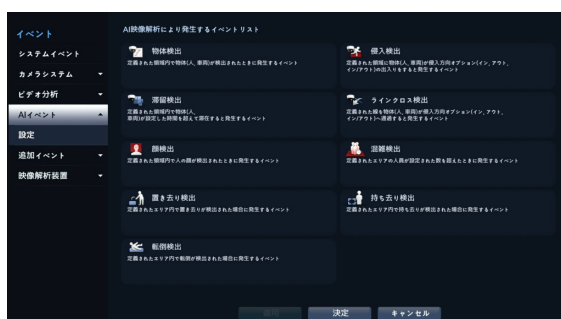 イベント
システムイベント
カメラシステム
ビデオ分析
AIイベント
設定
追加イベント
映像解析装置
AI映像解析により発生するイベントリスト
物体検出
定義された領域内で物体(人、車両)が検出されたときに発生するイベント
侵入検出
定義された領域に物体(人、車両)が侵入方向オプション(イン、アウト、
イン/アウト)の出入りをすると発生するイベント
滞留検出
定義された領域内で物体(人、
車両)が設定した時間を超えて滞在すると発生するイベント
ラインクロス検出
定義された線を物体(人、車両)が侵入方向オプション(イン、アウト、
イン/アウト)へ通過すると発生するイベント
顔検出
定義された領域内で人の顔が検出されたときに発生するイベント
混雑検出
定義されたエリアの人員が設定された数を超えたときに発生するイベント
置き去り検出
定義されたエリア内で置き去りが検出された場合に発生するイベント
持ち去り検出
定義されたエリア内で持ち去りが検出された場合に発生するイベント
転倒検出
定義されたエリア内で転倒が検出された場合に発生するイベント
決定
キャンセル